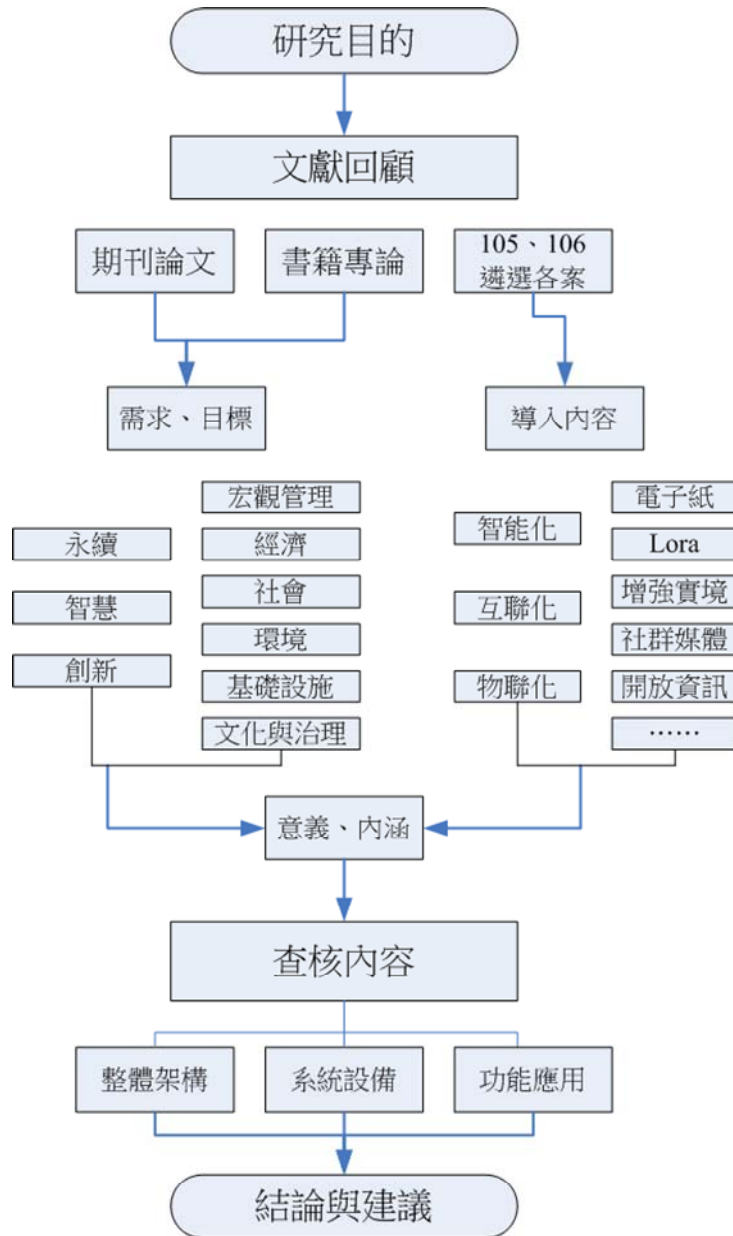 研究目的
文獻回顧
期刊論文
書籍專論
105、106
遴選各案
需求、目標
導入內容
永續
智慧
創新
宏觀管理
經濟
社會
環境
基礎設施
文化與治理
智能化
互聯化
物聯化
電子紙
Lora
增強實境
社群媒體
開放資訊
……
意義、內涵
查核內容
整體架構
系統設備
功能應用
結論與建議